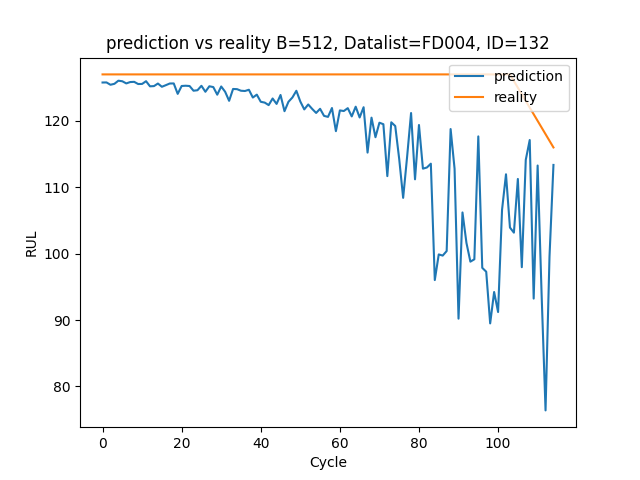 prediction vs reality B=512, Datalist=FD004, ID=132
prediction
reality
120
110
100
90
80
RUL
0 20 40 60 80 100
Cycle